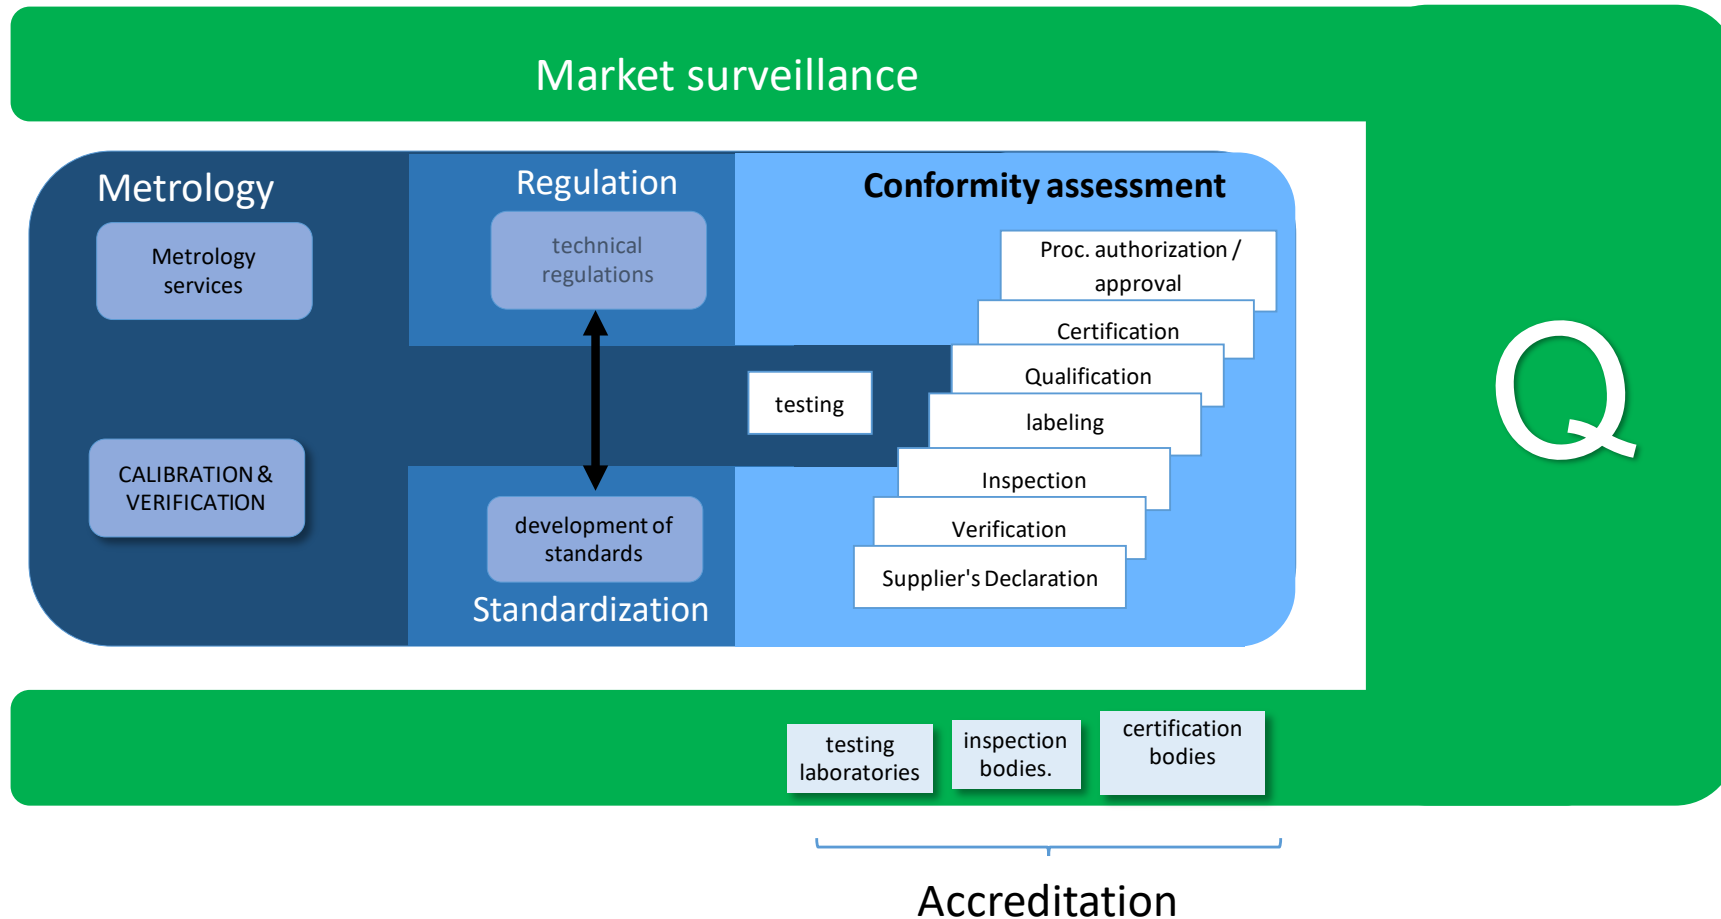 Market surveillance
Metrology
Metrology
services
CALIBRATION &
VERIFICATION
Regulation
technical
regulations
development of
standards
Standardization
Conformity assessment
Proc. authorization /
approval
Certification
Qualification
testing
labeling
Inspection
Verification
Supplier's Declaration
Q
testing
laboratories
inspection
bodies.
certification
bodies
Accreditation